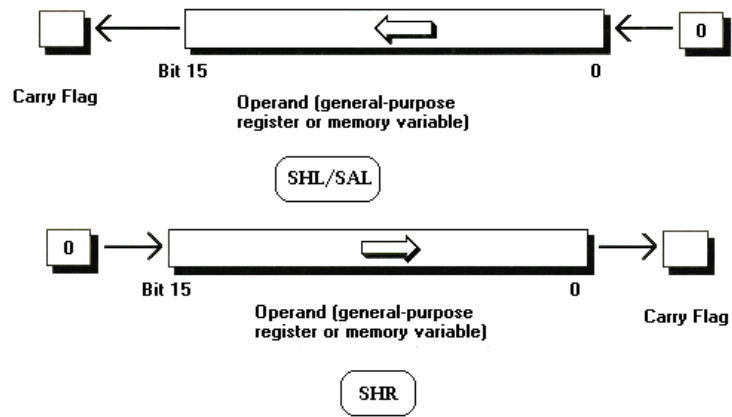 0
Bit 15
0
Carry Flag
Operand (general-purpose
register or memory variable)
SHL/SAL
0
Bit 15
0
Operand (general-purpose
register or memory variable)
Carry Flag
SHR